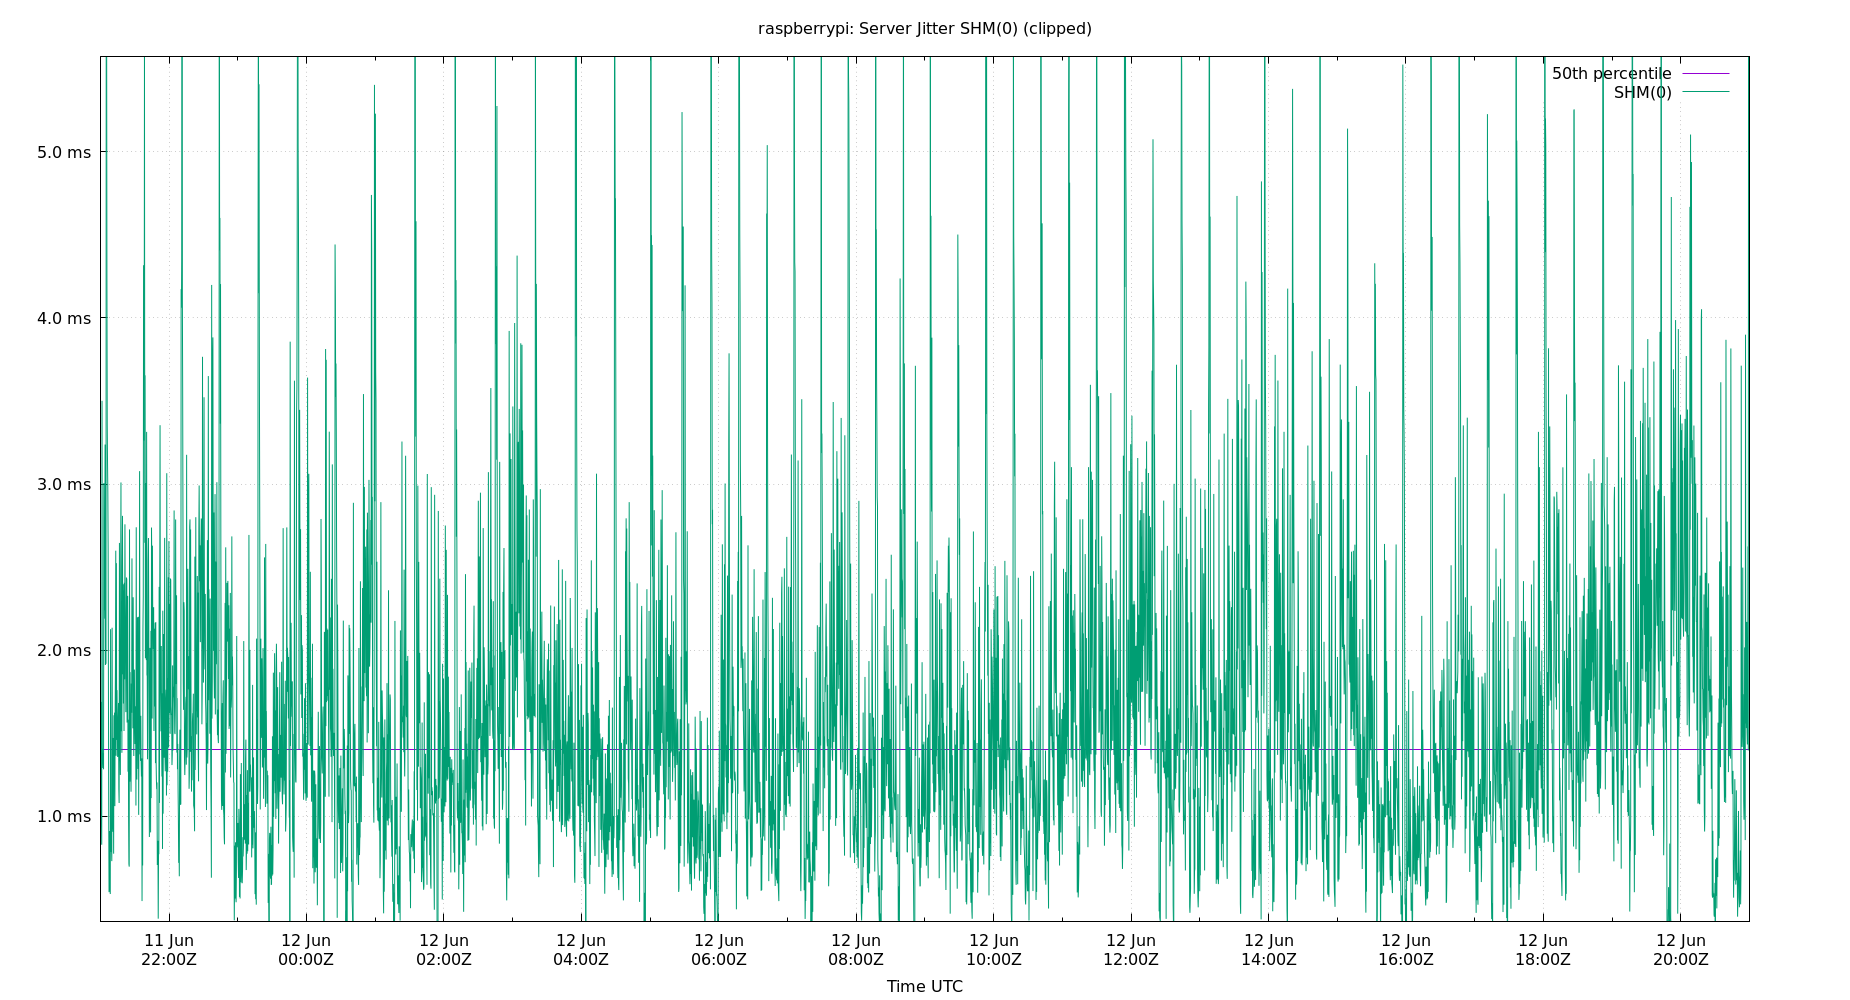 raspberrypi: Server Jitter SHM(0) (clipped)
50th percentile
SHM(0)
5.0 ms
4.0 ms
3.0 ms
2.0 ms
1.0 ms
11 Jun 12 Jun 12 Jun 12 Jun 12 Jun 12 Jun 12 Jun 12 Jun 12 Jun 12 Jun 12 Jun 12 Jun
22:00Z 00:00Z 02:00Z 04:00Z 06:00Z 08:00Z 10:00Z 12:00Z 14:00Z 16:00Z 18:00Z 20:00Z
Time UTC